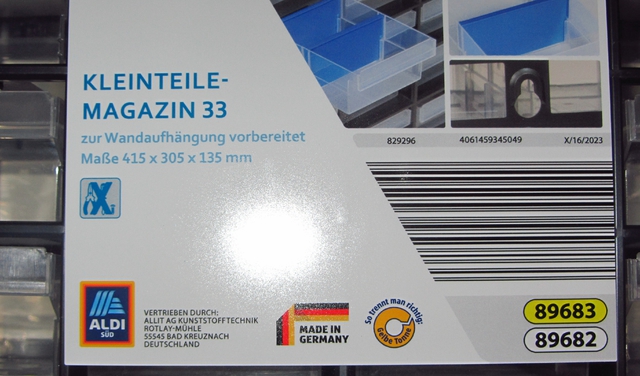 KLEINTEILE-
MAGAZIN 33
zur Wandaufhängung vorbereitet
Maße 415 x 305 x 135 mm
829296 4061459345049 X/16/2023
ALDI
SÜD
VERTRIEBEN DURCH:
ALLIT AG KUNSTSTOFFTECHNIK
ROTLAY-MÜHLE
55545 BAD KREUZNACH
DEUTSCHLAND
MADE IN
GERMANY
So trennt man richtig:
Gelbe Tonne
89683
89682